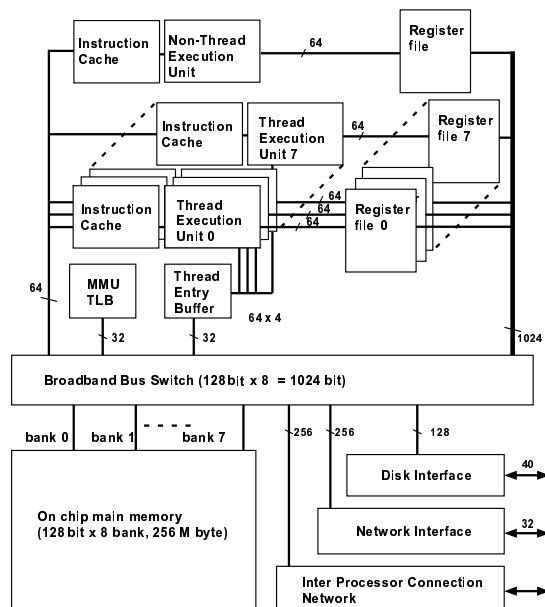 Instruction
Cache
Non-Thread
Execution
Unit
64
Register
file
Instruction
Cache
Thread
Execution
Unit 7
64
Register
file 7
Instruction
Cache
Thread
Execution
Unit 0
64
64
64
Register
file 0
64
MMU
TLB
Thread
Entry
Buffer
64 x 4
32
32
1024
Broadband Bus Switch (128bit x 8 = 1024 bit)
bank 0
bank 1
bank 7
256
256
128
Disk Interface
40
On chip main memory
(128bit x 8 bank, 256 M byte)
Network Interface
32
Inter Processor Connection
Network